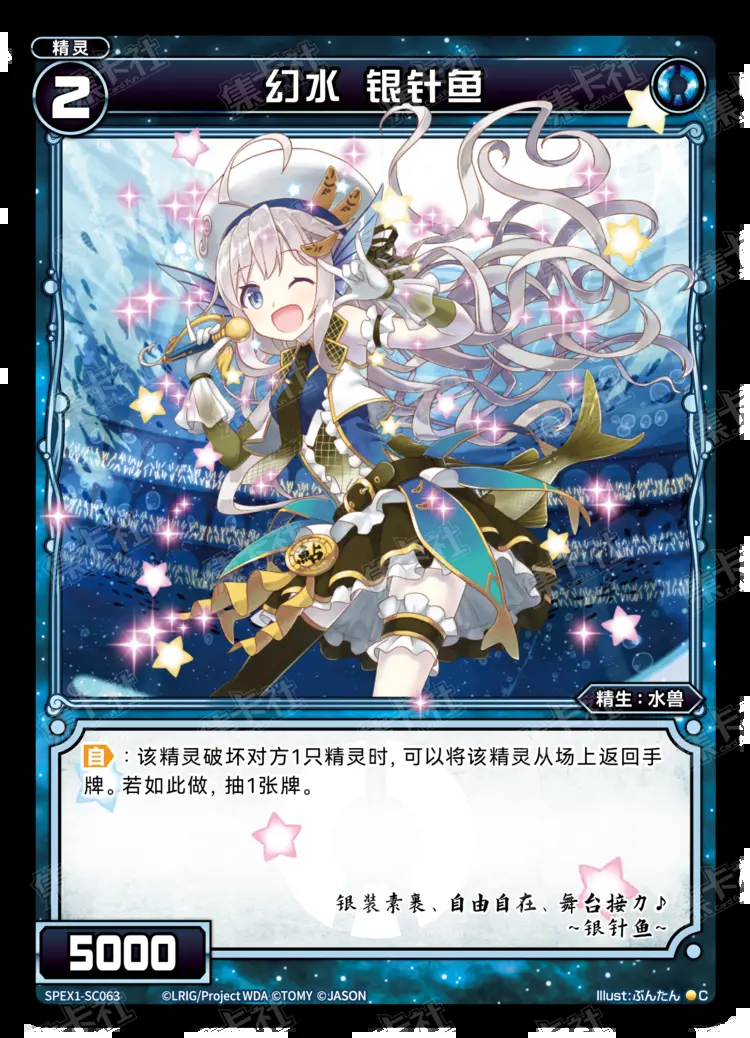 精灵
2
幻水 银针鱼
精生：水兽
自：该精灵破坏对方1只精灵时，可以将该精灵从场上返回手
牌。若如此做，抽1张牌。
银装素裹、自由自在、舞台接力♪
~银针鱼~
5000
SPEX1-SC063
©LRIG/Project WDA ©TOMY ©JASON
Illust:ぶんたん
C
集卡社